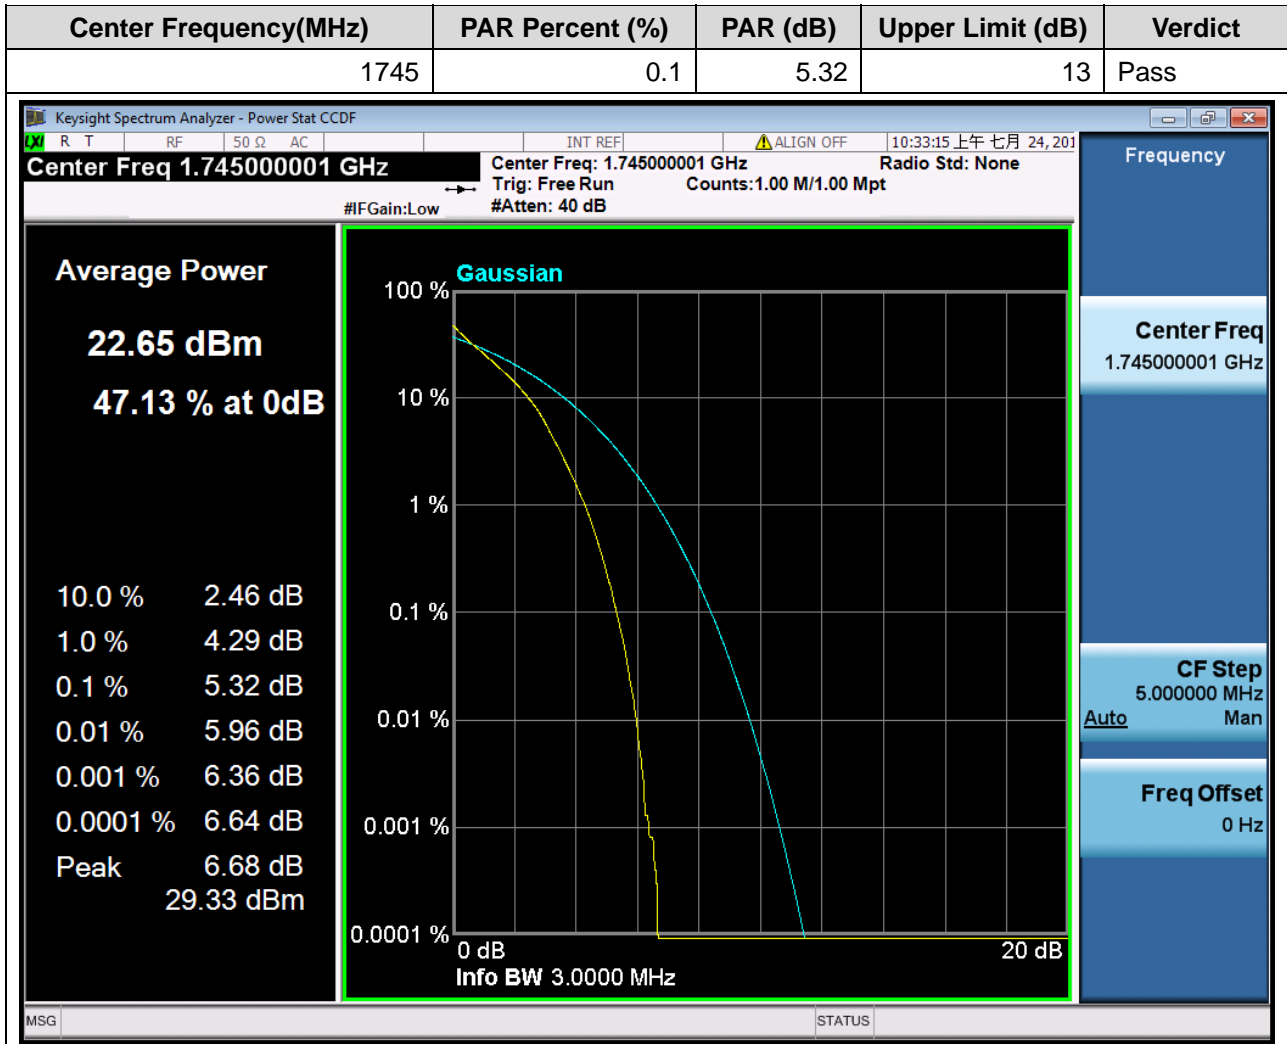 Center Frequency(MHz) PAR Percent (%) PAR (dB) Upper Limit (dB) Verdict
1745 0.1 5.32 13 Pass
Keysight Spectrum Analyzer - Power Stat CCDF
LXI R T RF 50 Ω AC INT REF ALIGN OFF 10:33:15 上午 七月 24, 201
Center Freq 1.745000001 GHz
Center Freq: 1.745000001 GHz Radio Std: None
Trig: Free Run Counts:1.00 M/1.00 Mpt
#IFGain:Low #Atten: 40 dB
Average Power
22.65 dBm
47.13 % at 0dB
10.0 % 2.46 dB
1.0 % 4.29 dB
0.1 % 5.32 dB
0.01 % 5.96 dB
0.001 % 6.36 dB
0.0001 % 6.64 dB
Peak 6.68 dB
29.33 dBm
Gaussian
100 %
10 %
1 %
0.1 %
0.01 %
0.001 %
0.0001 %
0 dB 20 dB
Info BW 3.0000 MHz
Frequency
Center Freq
1.745000001 GHz
CF Step
5.000000 MHz
Auto Man
Freq Offset
0 Hz
MSG STATUS